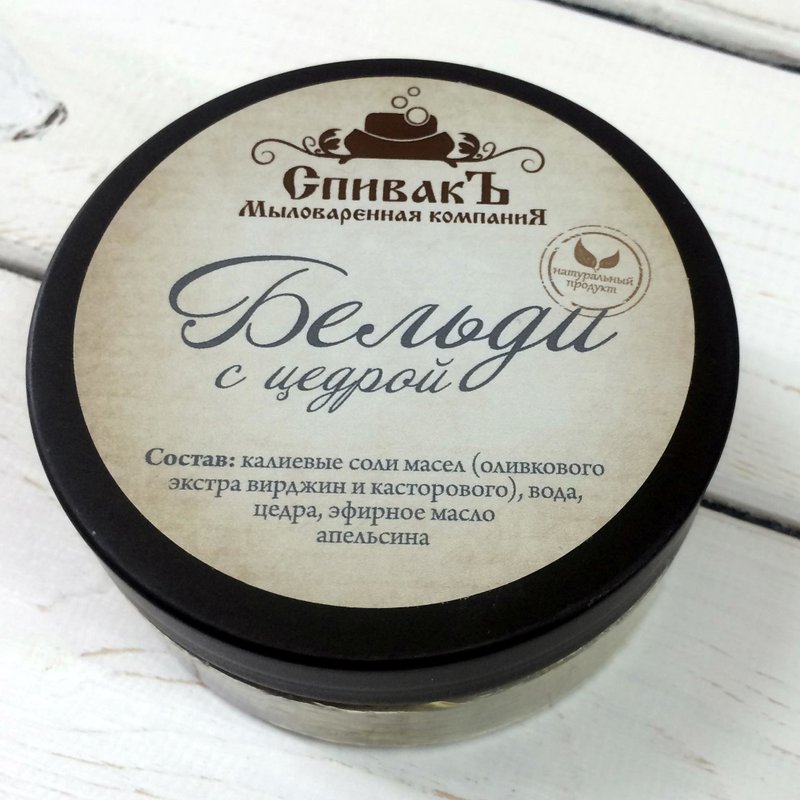 СпивакЪ
Мыловаренная компаниЯ
натуральный
продукт
Бельди
с цедрой
Состав: калиевые соли масел (оливкового
экстра вирджин и касторового), вода,
цедра, эфирное масло
апельсина